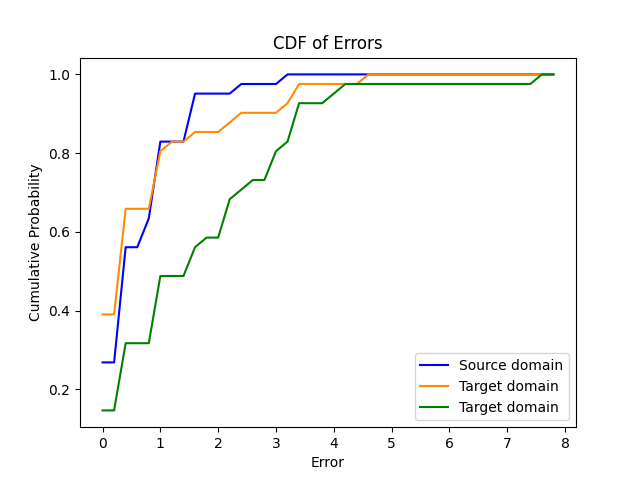 CDF of Errors
1.0
0.8
0.6
0.4
0.2
Cumulative Probability
Source domain
Target domain
Target domain
0 1 2 3 4 5 6 7 8
Error